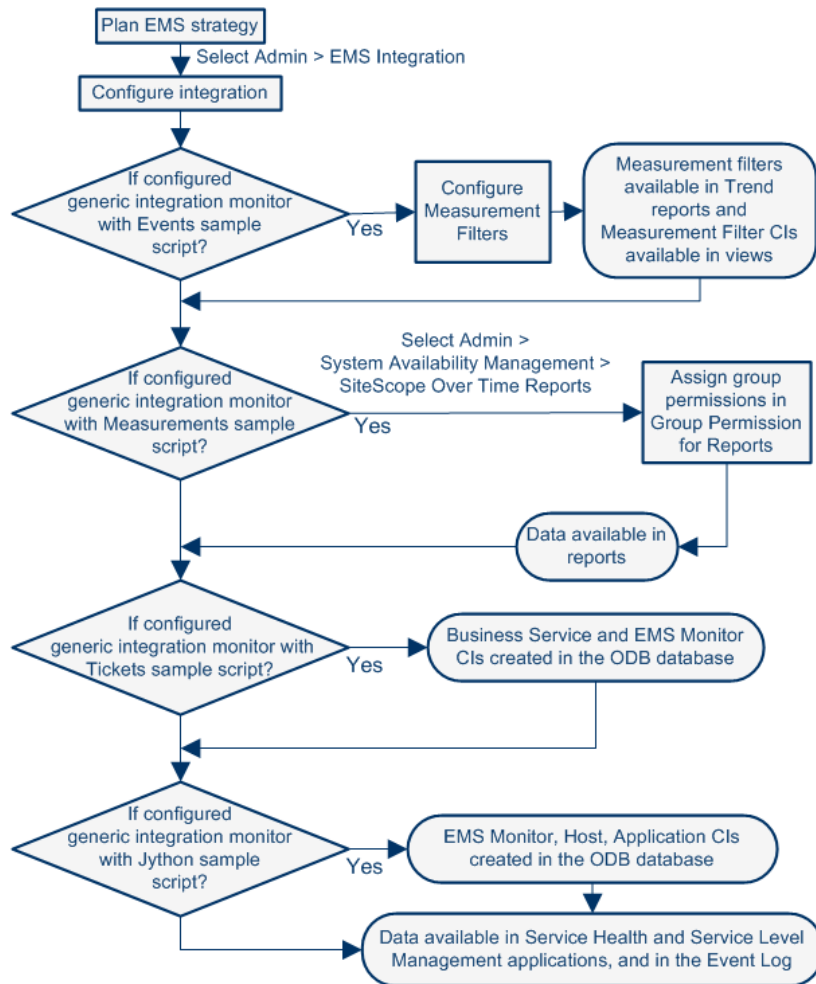 Plan EMS strategy
Select Admin > EMS Integration
Configure integration
If configured
generic integration monitor
with Events sample
script?
Yes
Configure
Measurement
Filters
Measurement filters
available in Trend
reports and
Measurement Filter CIs
available in views
Select Admin >
System Availability Management >
SiteScope Over Time Reports
If configured
generic integration monitor
with Measurements sample
script?
Yes
Assign group
permissions in
Group Permission
for Reports
Data available in
reports
If configured
generic integration monitor with
Tickets sample script?
Yes
Business Service and EMS Monitor
CIs created in the ODB database
If configured
generic integration monitor
with Jython sample
script?
Yes
EMS Monitor, Host, Application CIs
created in the ODB database
Data available in Service Health and Service Level
Management applications, and in the Event Log